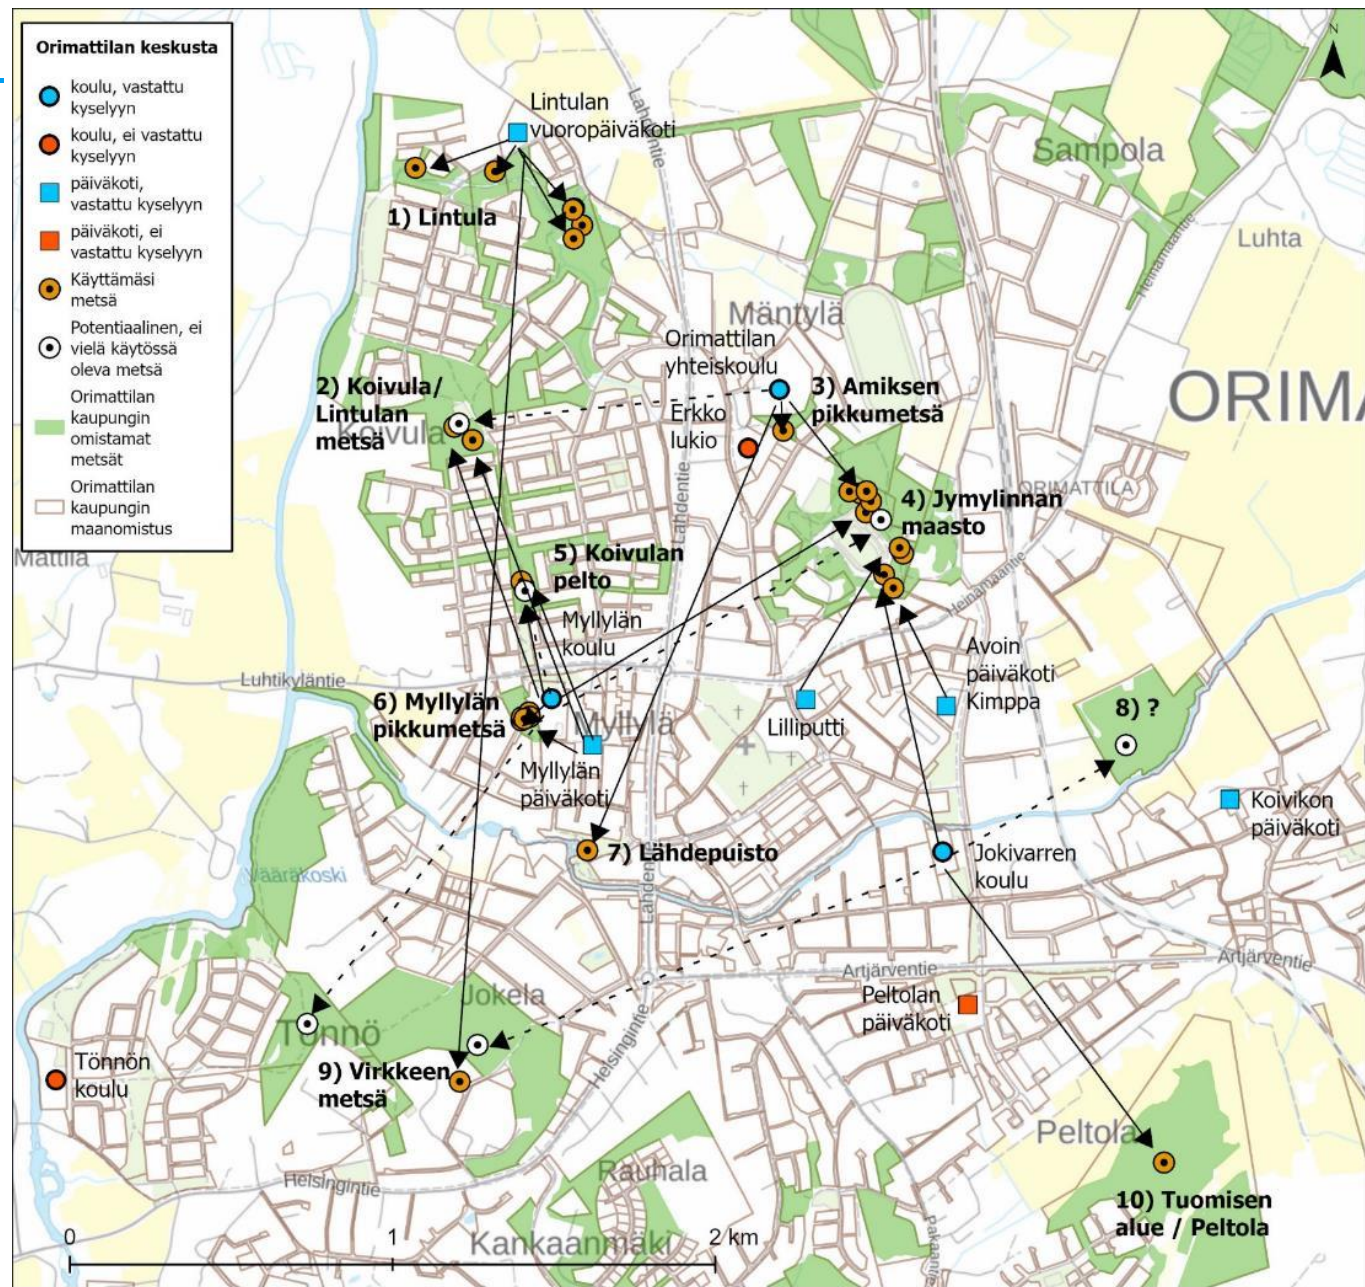 Orimattilan keskusta
koulu, vastattu
kyselyyn
koulu, ei vastattu
kyselyyn
päiväkoti,
vastattu kyselyyn
päiväkoti, ei
vastattu kyselyyn
Käyttämäsi
metsä
Potentiaalinen, ei
vielä käytössä
oleva metsä
Orimattilan
kaupungin
omistamat
metsät
Orimattilan
kaupungin
maanomistus
N
Lintulan
vuoropäiväkoti
Lahdentie
Sampola
1) Lintula
Luhta
Heinämaantie
Mäntylä
Orimattilan
yhteiskoulu
2) Koivula/
Lintulan
metsä
Koivula
3) Amiksen
pikkumetsä
Erkko
lukio
ORIMA
Lahdentie
ORIMATTILA
4) Jymylinnan
maasto
Mattila
5) Koivulan
pelto
Heinämaantie
Myllylän
koulu
Avoin
päiväkoti
Kimppa
Luhtikyläntie
6) Myllylän
pikkumetsä
Myllylä
Lilliputti
8) ?
Myllylän
päiväkoti
Koivikon
päiväkoti
7) Lähdepuisto
Jokivarren
koulu
Vääräkoski
Lahdentie
Artjärventie
Artjärventie
Peltolan
päiväkoti
Jokela
Tönnö
Helsingintie
9) Virkkeen
metsä
Tönnön
koulu
Peltola
Rauhala
Helsingintie
10) Tuomisen
alue / Peltola
Pakaantie
Kankaanmäki
0
1
2 km